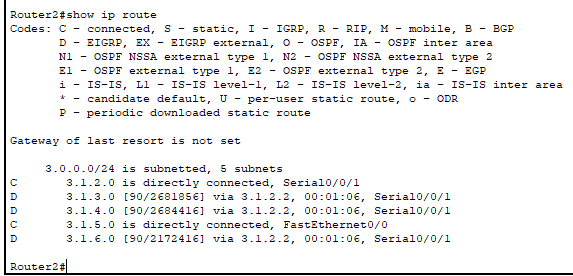 Router2#show ip route
Codes: C - connected, S - static, I - IGRP, R - RIP, M - mobile, B - BGP
       D - EIGRP, EX - EIGRP external, O - OSPF, IA - OSPF inter area
       N1 - OSPF NSSA external type 1, N2 - OSPF NSSA external type 2
       E1 - OSPF external type 1, E2 - OSPF external type 2, E - EGP
       i - IS-IS, L1 - IS-IS level-1, L2 - IS-IS level-2, ia - IS-IS inter area
       * - candidate default, U - per-user static route, o - ODR
       P - periodic downloaded static route
Gateway of last resort is not set
     3.0.0.0/24 is subnetted, 5 subnets
C       3.1.2.0 is directly connected, Serial0/0/1
D       3.1.3.0 [90/2681856] via 3.1.2.2, 00:01:06, Serial0/0/1
D       3.1.4.0 [90/2684416] via 3.1.2.2, 00:01:06, Serial0/0/1
C       3.1.5.0 is directly connected, FastEthernet0/0
D       3.1.6.0 [90/2172416] via 3.1.2.2, 00:01:06, Serial0/0/1
Router2#